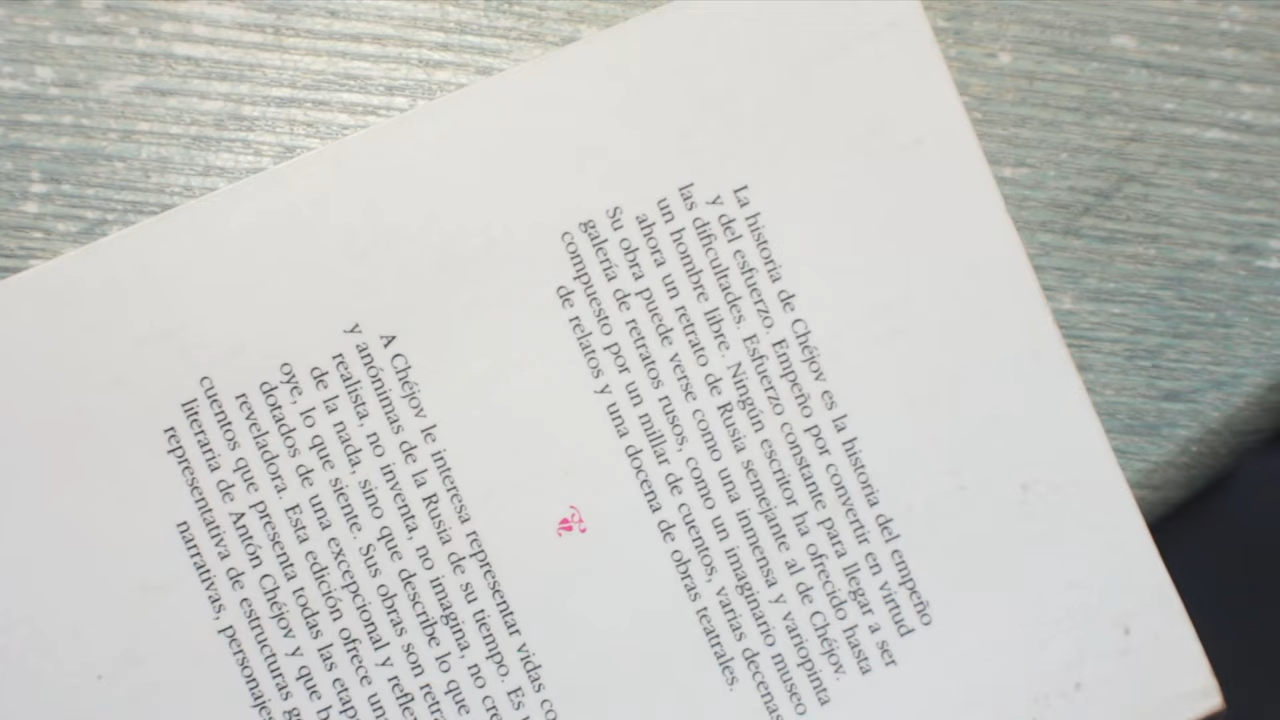 La historia de Chéjov es la historia del empeño
y del esfuerzo. Empeño por convertir en virtud
las dificultades. Esfuerzo constante para llegar a ser
un hombre libre. Ningún escritor ha ofrecido hasta
ahora un retrato de Rusia semejante al de Chéjov.
Su obra puede verse como una inmensa y variopinta
galería de retratos rusos, como un imaginario museo
compuesto por un millar de cuentos, varias decenas
de relatos y una docena de obras teatrales.
A Chéjov le interesa representar vidas
y anónimas de la Rusia de su tiempo. Es
realista, no inventa, no imagina, no
de la nada, sino que describe lo que
oye, lo que siente. Sus obras son
dotados de una excepcional y
reveladora. Esta edición ofrece
cuentos que presenta todas las
literaria de Antón Chéjov y que
representativa de estructuras
narrativas,